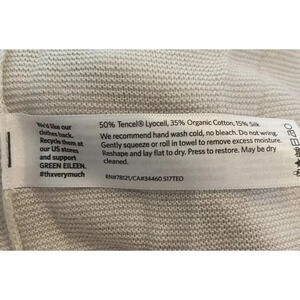 We'd like our
clothes back.
Recycle them at
our US stores
and support
GREEN EILEEN.
#thxverymuch
50% Tencel® Lyocell, 35% Organic Cotton, 15% Silk
We recommend hand wash cold, no bleach. Do not wring.
Gently squeeze or roll in towel to remove excess moisture.
Reshape and lay flat to dry. Press to restore. May be dry
cleaned.
RN#78121/CA#34460 S17TEO